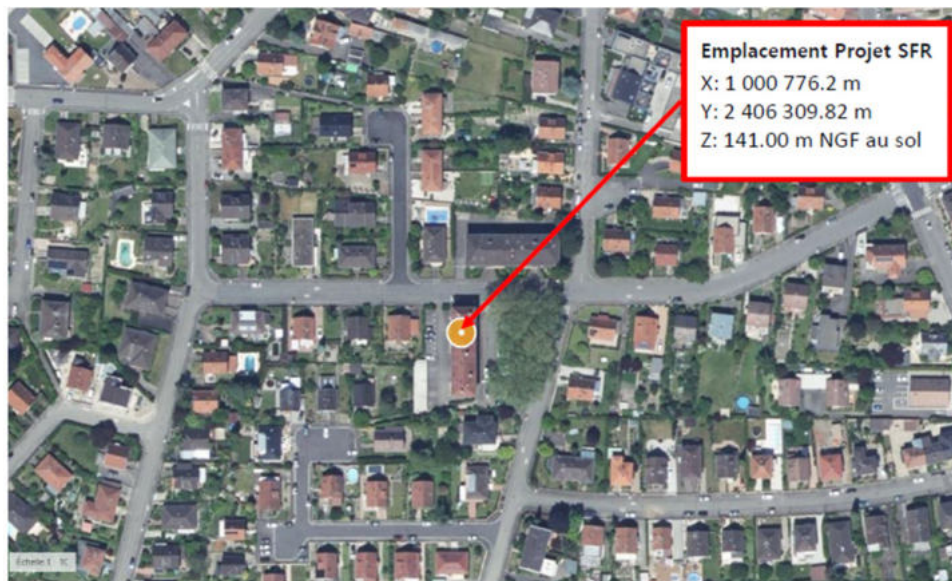 Emplacement Projet SFR
X: 1 000 776.2 m
Y: 2 406 309.82 m
Z: 141.00 m NGF au sol